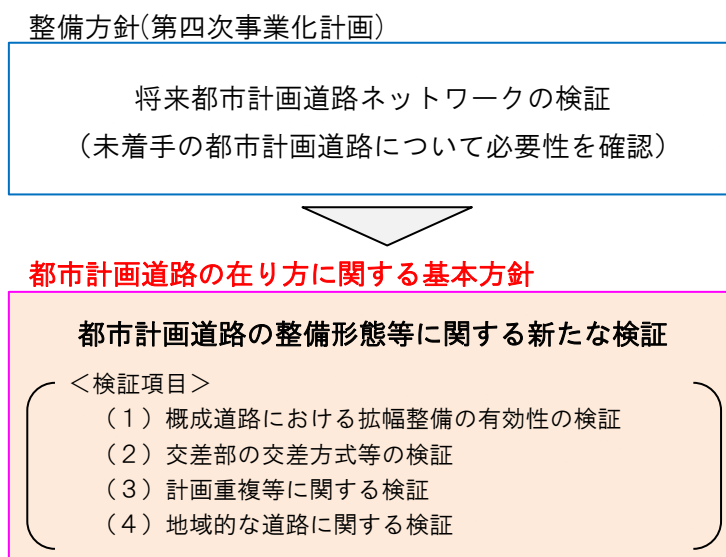 整備方針(第四次事業化計画)
将来都市計画道路ネットワークの検証
（未着手の都市計画道路について必要性を確認）
都市計画道路の在り方に関する基本方針
都市計画道路の整備形態等に関する新たな検証
＜検証項目＞
（１）概成道路における拡幅整備の有効性の検証
（２）交差部の交差方式等の検証
（３）計画重複等に関する検証
（４）地域的な道路に関する検証